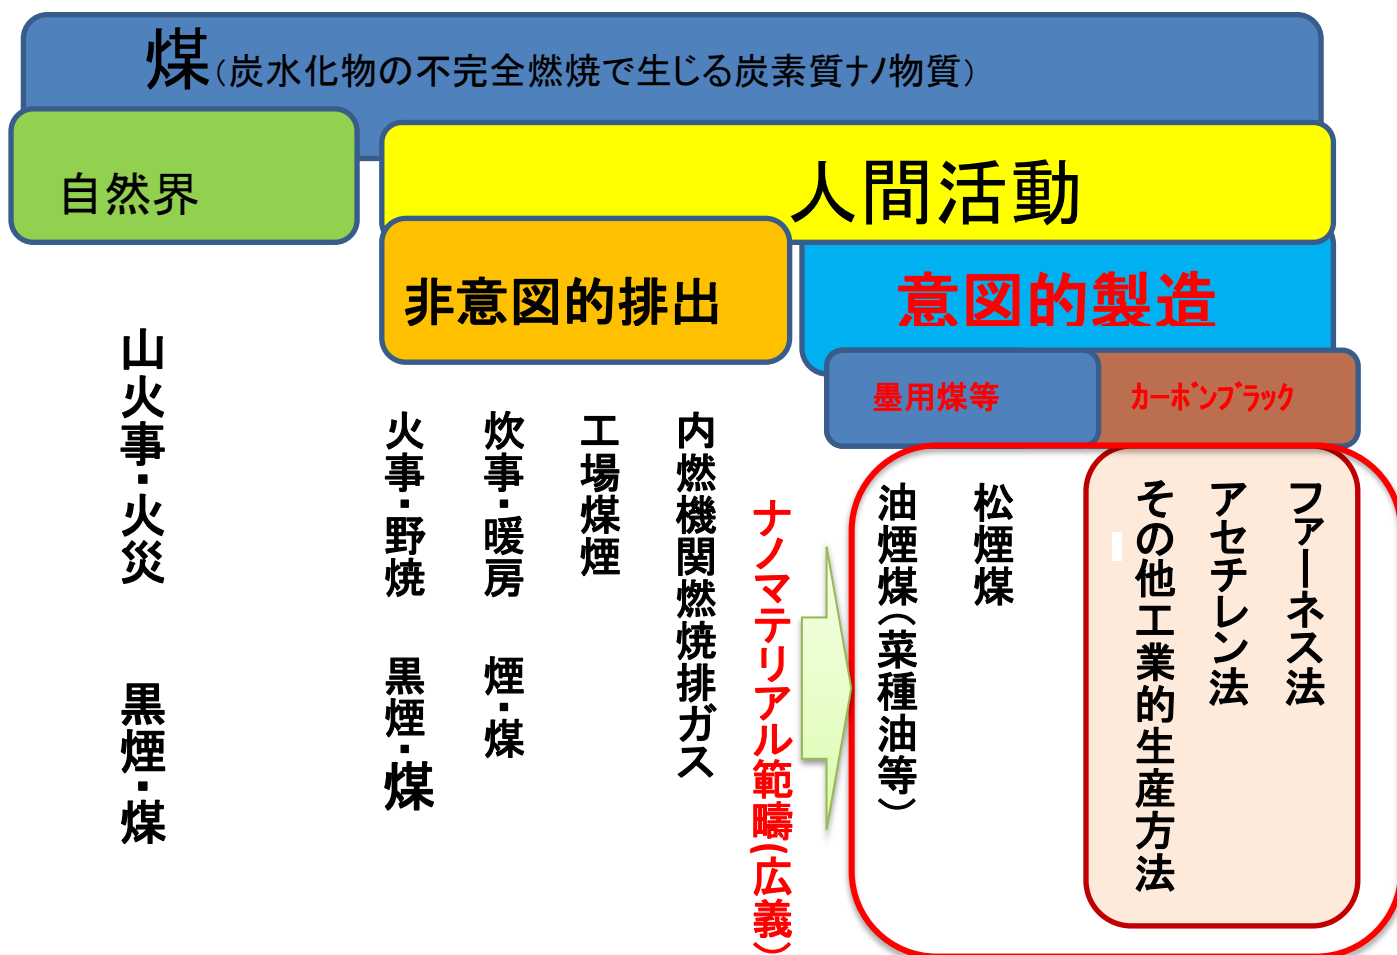 煤(炭水化物の不完全燃焼で生じる炭素質ナノ物質)
自然界
人間活動
非意図的排出
意図的製造
墨用煤等
カーボンブラック
山火事・火災 黒煙・煤
火事・野焼 黒煙・煤
炊事・暖房 煙・煤
工場煤煙
内燃機関燃焼排ガス
ナノマテリアル範疇(広義)
油煙煤(菜種油等)
松煙煤
その他工業的生産方法
アセチレン法
ファーネス法